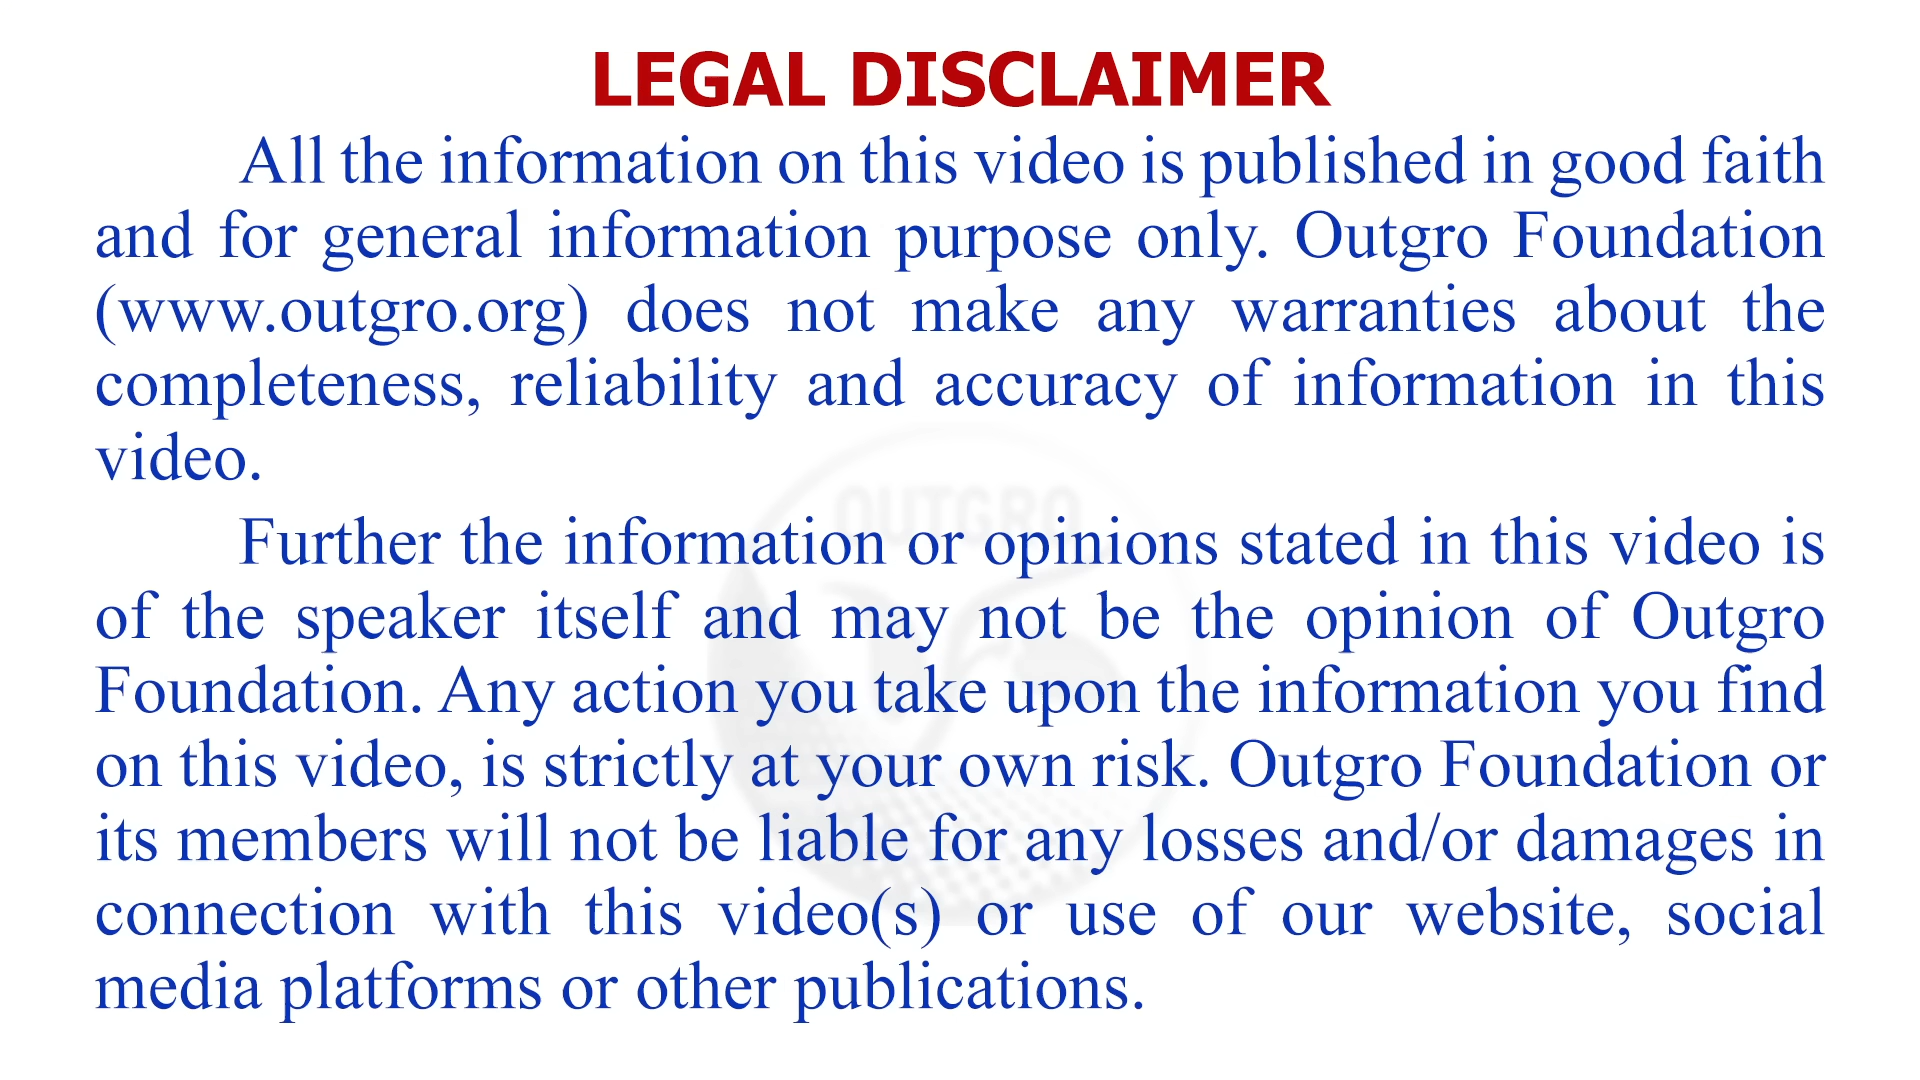 LEGAL DISCLAIMER
All the information on this video is published in good faith
and for general information purpose only. Outgro Foundation
(www.outgro.org) does not make any warranties about the
completeness, reliability and accuracy of information in this
video.
OUTGRO
Further the information or opinions stated in this video is
of the speaker itself and may not be the opinion of Outgro
Foundation. Any action you take upon the information you find
on this video, is strictly at your own risk. Outgro Foundation or
its members will not be liable for any losses and/or damages in
connection with this video(s) or use of our website, social
media platforms or other publications.